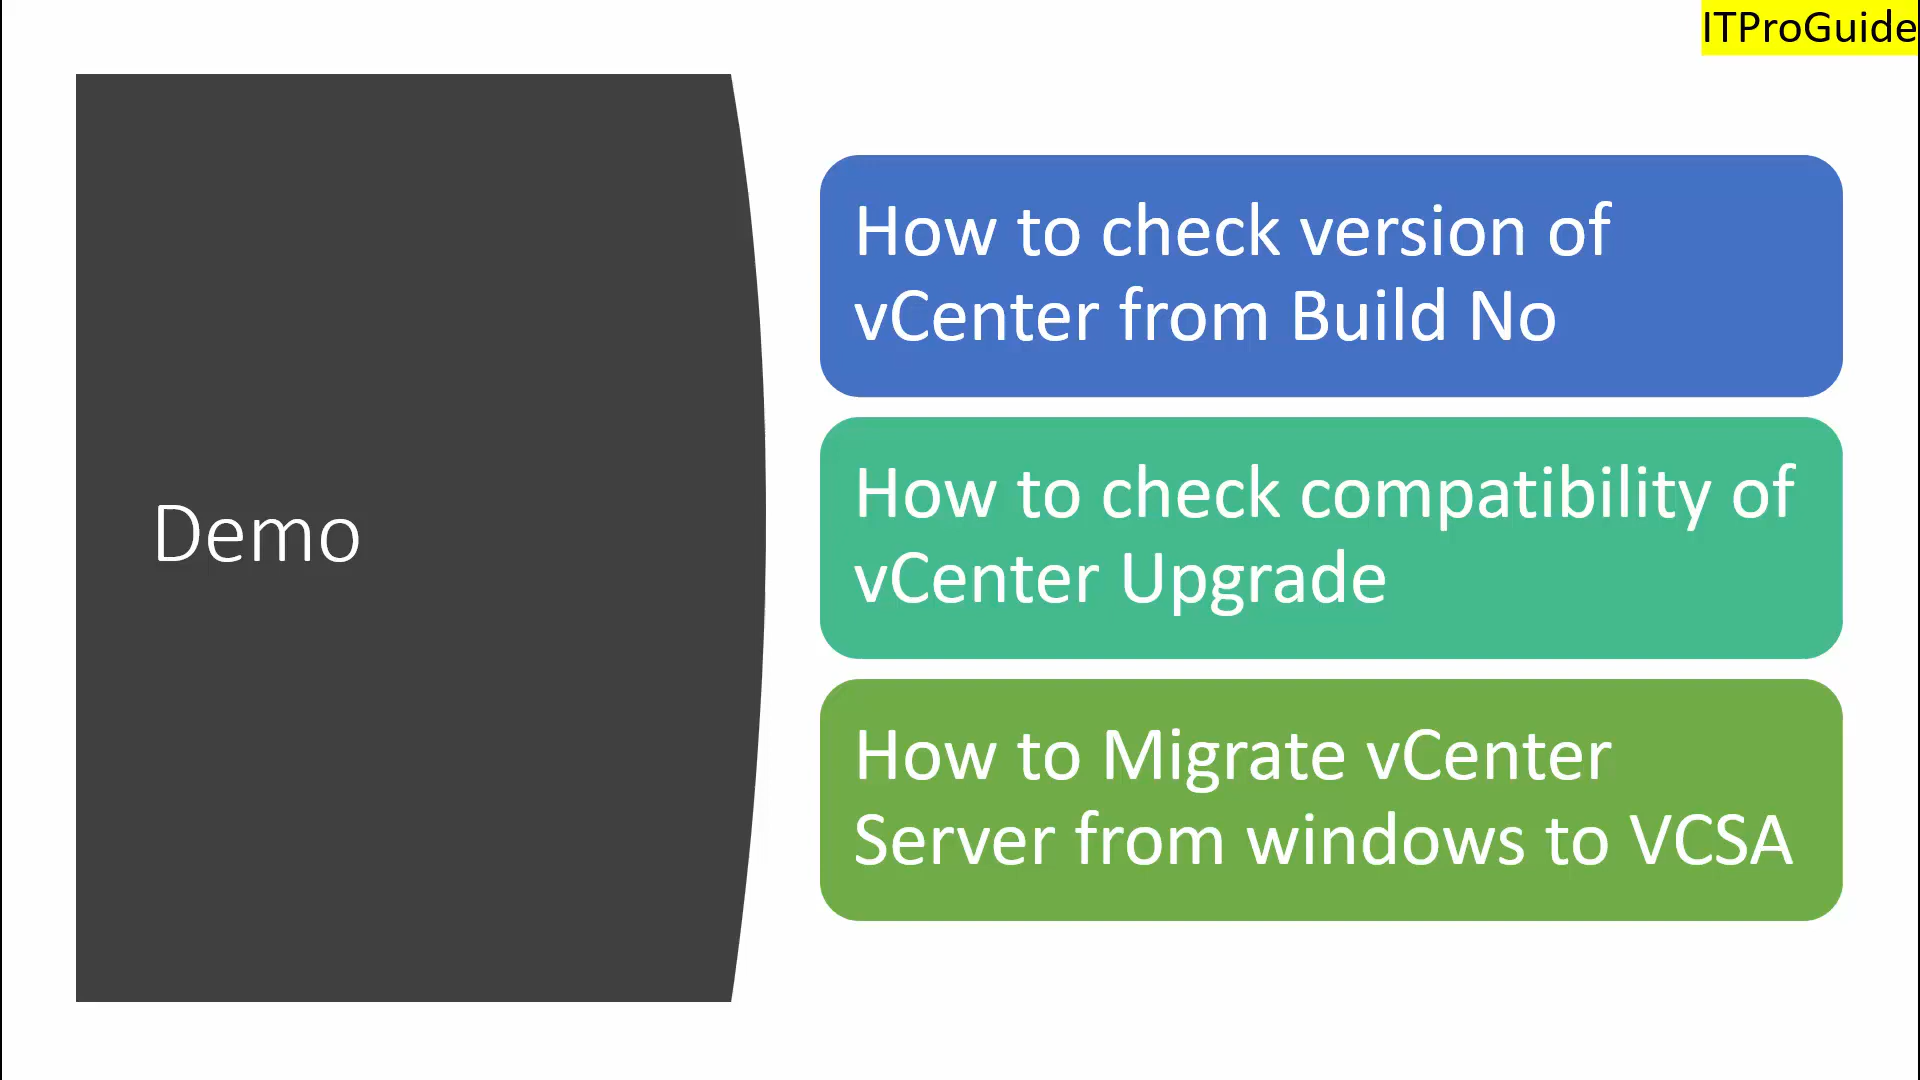 ITProGuide
Demo
How to check version of
vCenter from Build No
How to check compatibility of
vCenter Upgrade
How to Migrate vCenter
Server from windows to VCSA